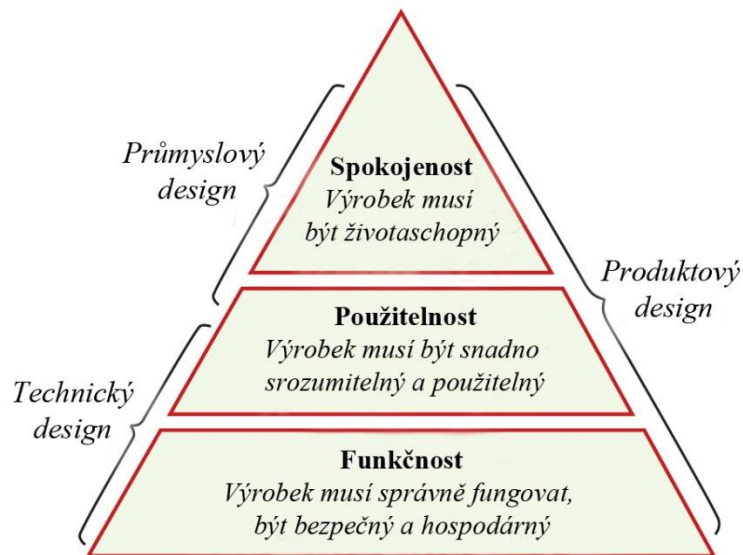 Průmyslový
design
Spokojenost
Výrobek musí
být životaschopný
Produktový
design
Použitelnost
Výrobek musí být snadno
srozumitelný a použitelný
Technický
design
Funkčnost
Výrobek musí správně fungovat,
být bezpečný a hospodárný